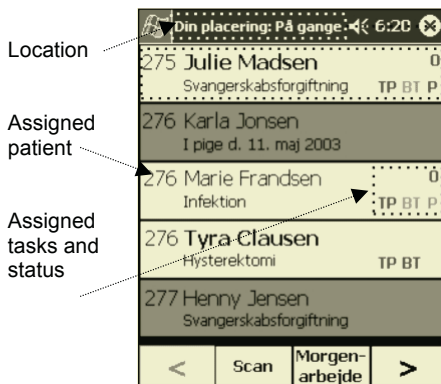 Location
Assigned
patient
Assigned
tasks and
status
Din placering: På gange 6:20
275 Julie Madsen 0
Svangerskabsforgiftning TP BT P
276 Karla Jonsen
I pige d. 11. maj 2003
276 Marie Frandsen 0
Infektion TP BT P
276 Tyra Clausen
Hysterektomi TP BT
277 Henny Jensen
Svangerskabsforgiftning
< Scan Morgen- >
arbejde